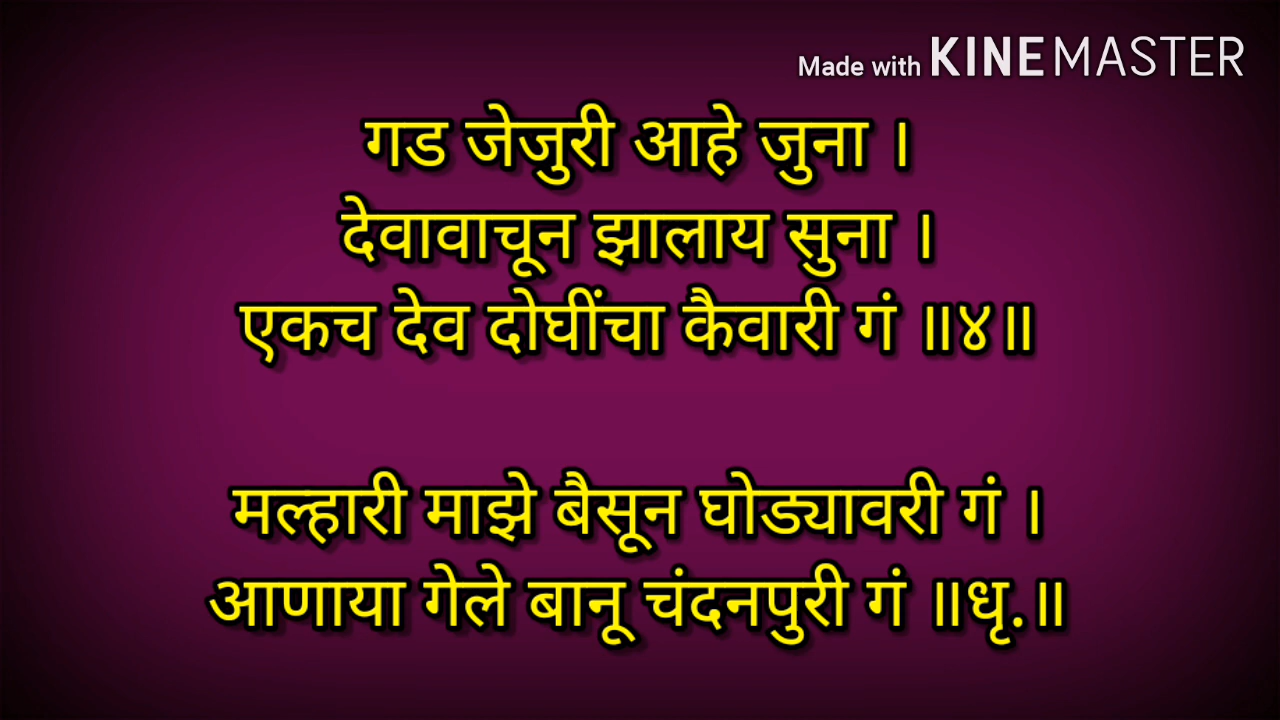 Made with KINEMASTER
गड जेजुरी आहे जुना ।
देवावाचून झालाय सुना ।
एकच देव दोघींचा कैवारी गं ॥४॥
मल्हारी माझे बैसून घोड्यावरी गं ।
आणाया गेले बानू चंदनपुरी गं ॥धृ.॥